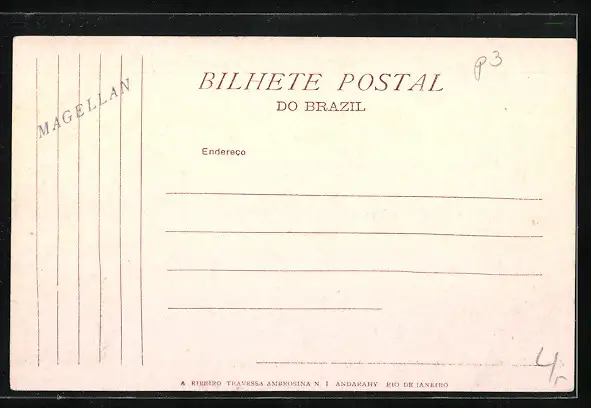 P3
BILHETE POSTAL
DO BRAZIL
MAGELLAN
Endereço
4,-
A RIBEIRO TRAVESSA AMBROSINA N. 1 ANDARAHY RIO DE JANEIRO